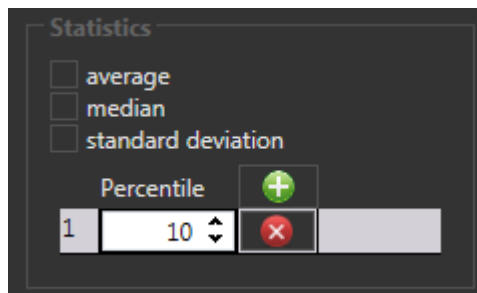 Statistics
average
median
standard deviation
Percentile
1 10